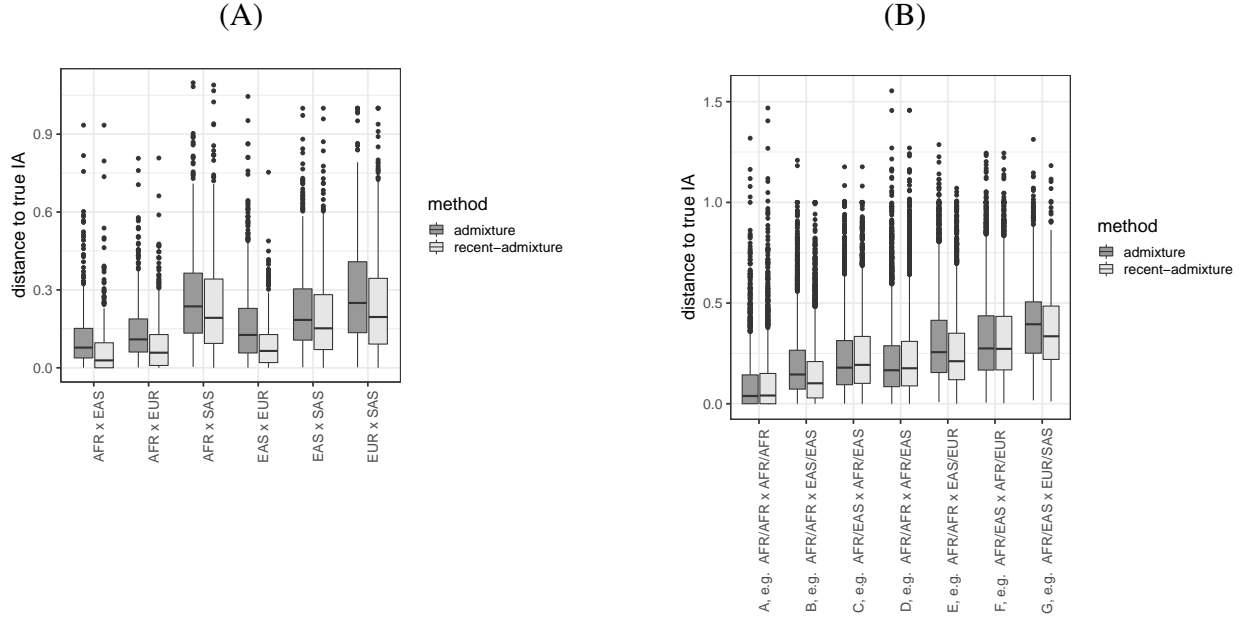 (A)
distance to true IA
0.9
0.6
0.3
0.0
AFR x EAS
AFR x EUR
AFR x SAS
EAS x EUR
EAS x SAS
EUR x SAS
method
admixture
recent-admixture
(B)
distance to true IA
1.5
1.0
0.5
0.0
A, e.g. AFR/AFR x AFR/AFR
B, e.g. AFR/AFR x EAS/EAS
C, e.g. AFR/EAS x AFR/EAS
D, e.g. AFR/AFR x AFR/EAS
E, e.g. AFR/AFR x EAS/EUR
F, e.g. AFR/EAS x AFR/EUR
G, e.g. AFR/EAS x EUR/SAS
method
admixture
recent-admixture